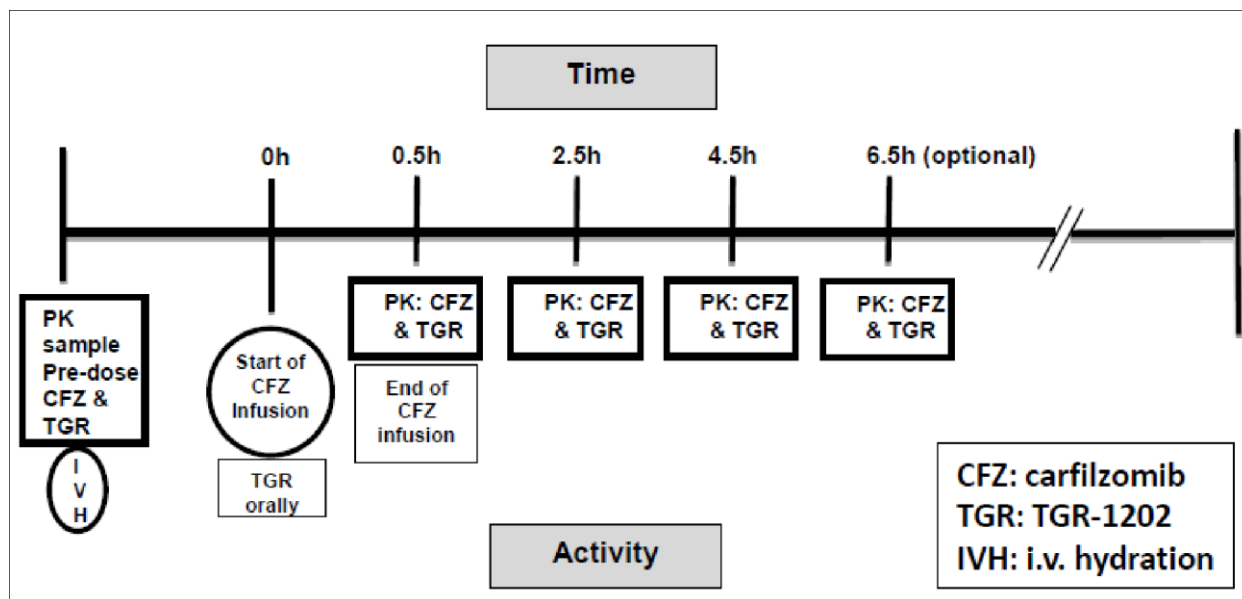 Time
0h
0.5h
2.5h
4.5h
6.5h (optional)
PK
sample
Pre-dose
CFZ &
TGR
I
V
H
Start of
CFZ
Infusion
TGR
orally
PK: CFZ
& TGR
End of
CFZ
infusion
PK: CFZ
& TGR
PK: CFZ
& TGR
PK: CFZ
& TGR
Activity
CFZ: carfilzomib
TGR: TGR-1202
IVH: i.v. hydration